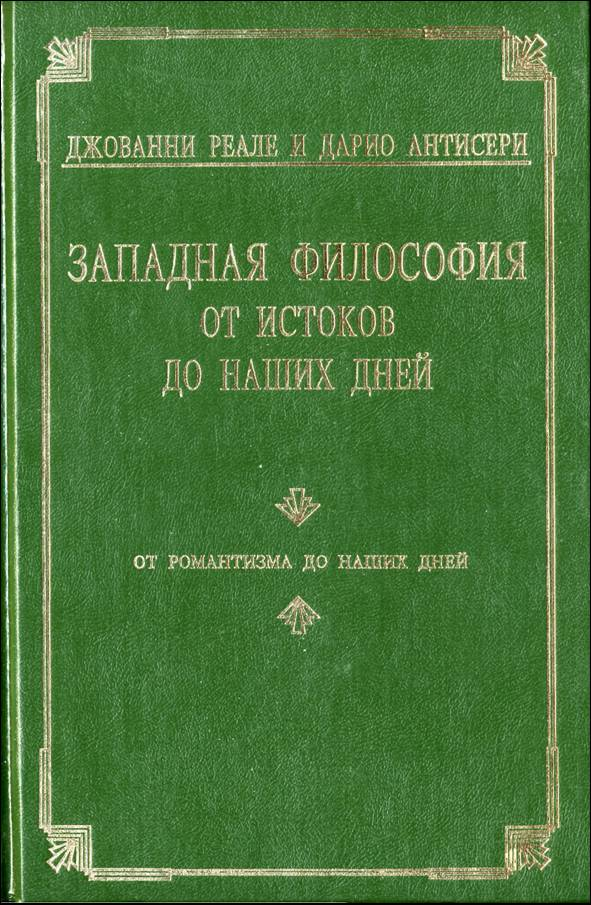 ДЖОВАННИ РЕАЛЕ И ДАРИО АНТИСЕРИ
ЗАПАДНАЯ ФИЛОСОФИЯ
ОТ ИСТОКОВ
ДО НАШИХ ДНЕЙ
ОТ РОМАНТИЗМА ДО НАШИХ ДНЕЙ